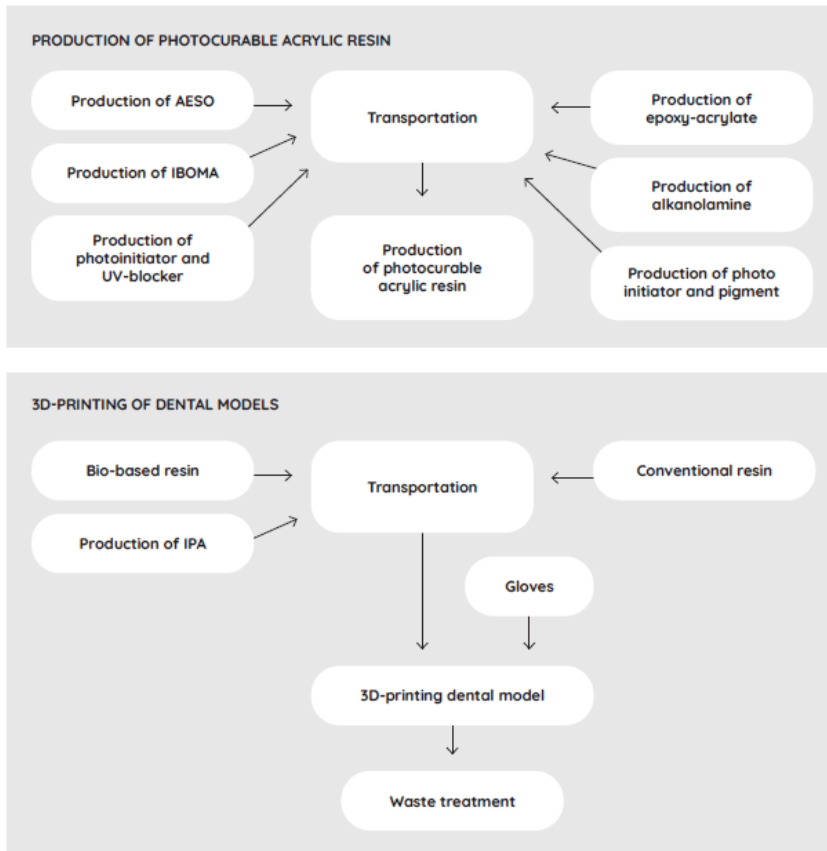 PRODUCTION OF PHOTOCURABLE ACRYLIC RESIN
Production of AESO
Transportation
Production of
epoxy-acrylate
Production of IBOMA
Production of
alkanolamine
Production of
photoinitiator and
UV-blocker
Production
of photocurable
acrylic resin
Production of photo
initiator and pigment
3D-PRINTING OF DENTAL MODELS
Bio-based resin
Transportation
Conventional resin
Production of IPA
Gloves
3D-printing dental model
Waste treatment